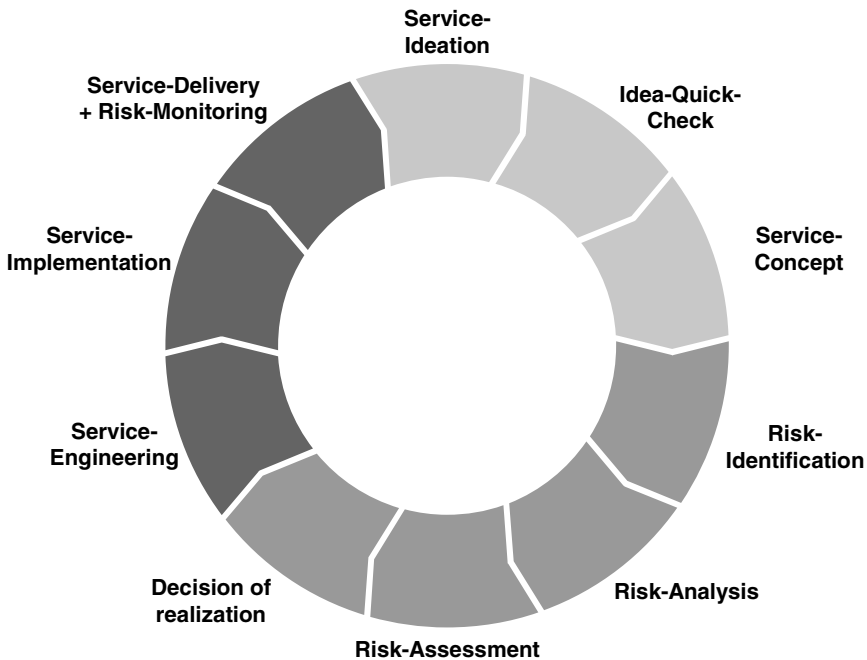 Service-
Ideation
Idea-Quick-
Check
Service-
Concept
Risk-
Identification
Risk-Analysis
Risk-Assessment
Decision of
realization
Service-
Engineering
Service-
Implementation
Service-Delivery
+ Risk-Monitoring